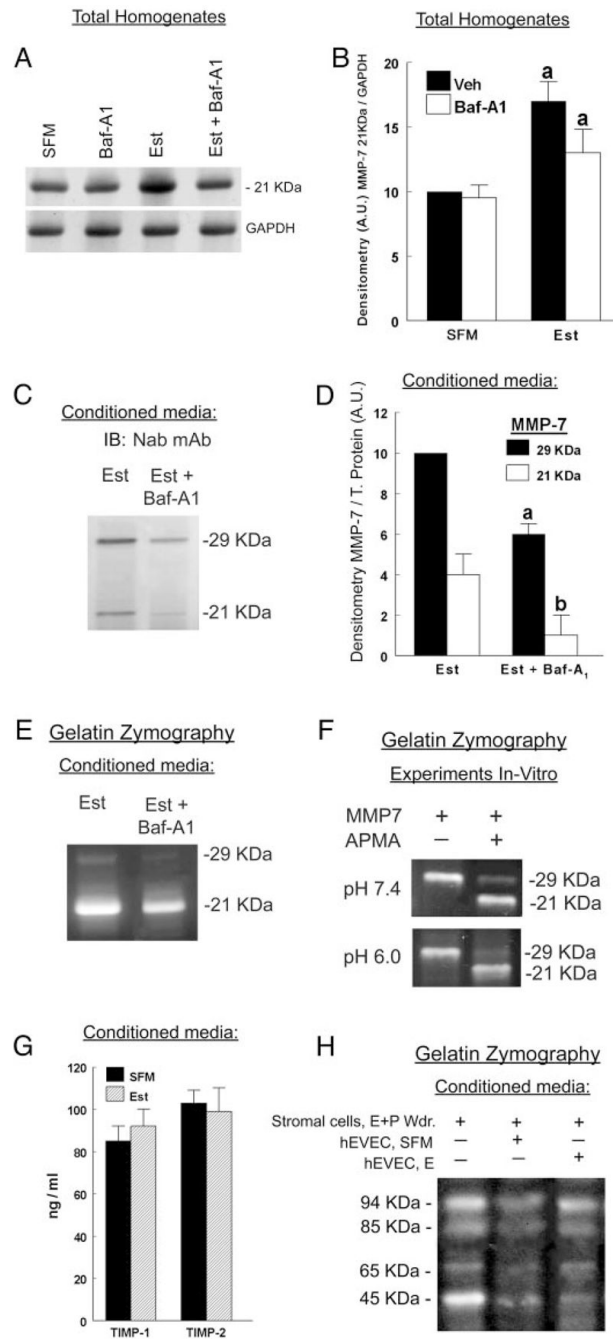 Total Homogenates
A
SFM
Baf-A1
Est
Est + Baf-A1
- 21 KDa
GAPDH
Total Homogenates
B
Densitometry (A.U.) MMP-7 21KDa / GAPDH
20
15
10
5
0
Veh
Baf-A1
a
a
SFM
Est
C
Conditioned media:
IB: Nab mAb
Est
Est +
Baf-A1
-29 KDa
-21 KDa
D
Conditioned media:
Densitometry MMP-7 / T. Protein (A.U.)
12
10
8
6
4
2
0
MMP-7
29 KDa
21 KDa
a
b
Est
Est + Baf-A1
E
Gelatin Zymography
Conditioned media:
Est
Est +
Baf-A1
-29 KDa
-21 KDa
F
Gelatin Zymography
Experiments In-Vitro
MMP7 + +
APMA – +
pH 7.4
-29 KDa
-21 KDa
pH 6.0
-29 KDa
-21 KDa
G
Conditioned media:
ng / ml
120
100
80
60
40
20
0
SFM
Est
TIMP-1
TIMP-2
H
Gelatin Zymography
Conditioned media:
Stromal cells, E+P Wdr. + + +
hEVEC, SFM – + –
hEVEC, E – – +
94 KDa -
85 KDa -
65 KDa -
45 KDa -